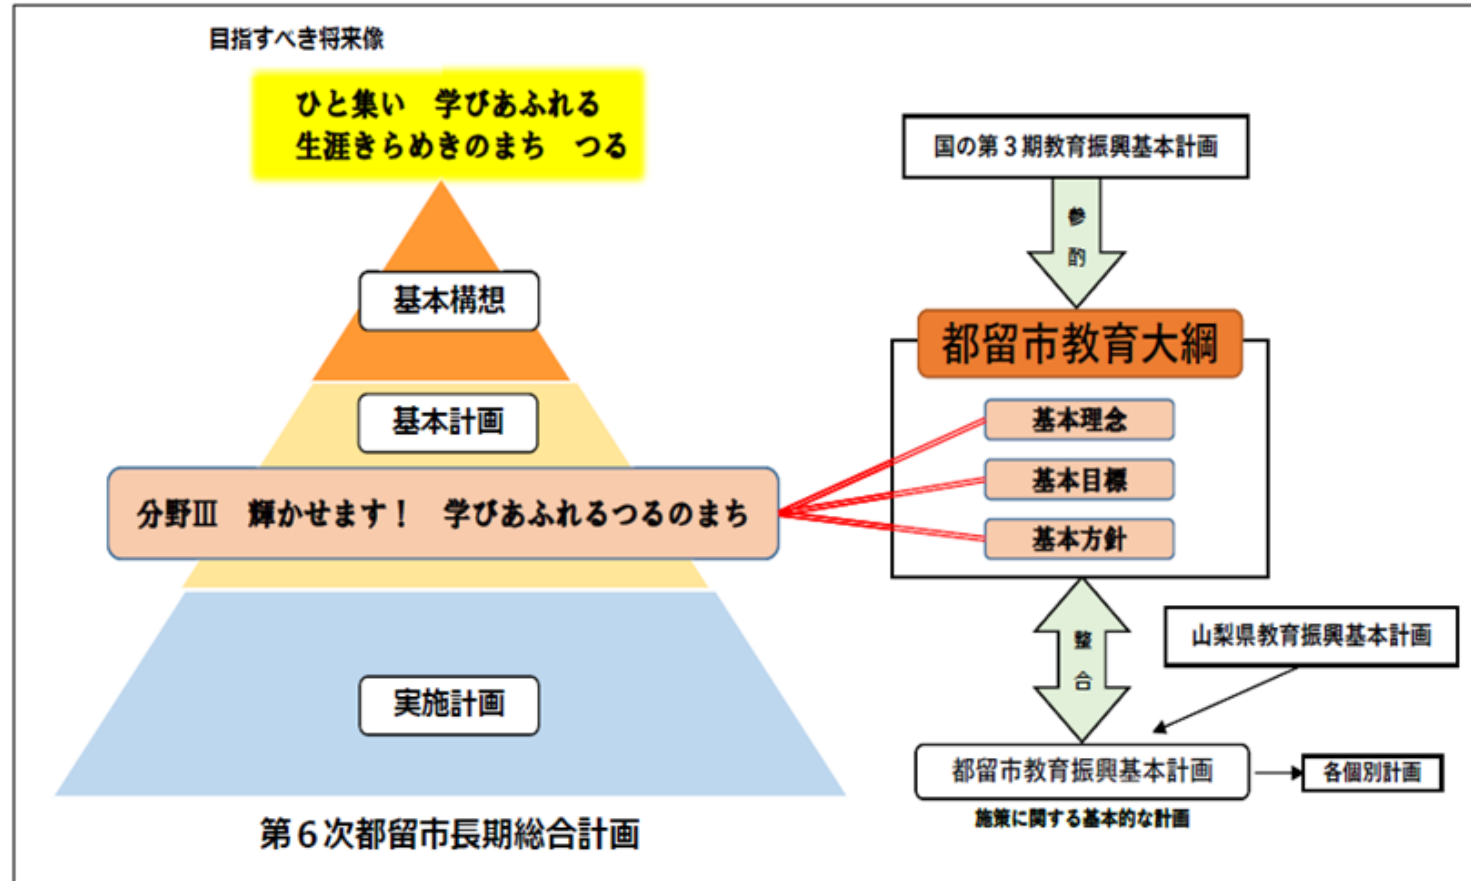 目指すべき将来像
ひと集い　学びあふれる
生涯きらめきのまち　つる
基本構想
基本計画
分野Ⅲ　輝かせます！　学びあふれるつるのまち
実施計画
第６次都留市長期総合計画
国の第３期教育振興基本計画
参酌
都留市教育大綱
基本理念
基本目標
基本方針
整合
山梨県教育振興基本計画
都留市教育振興基本計画
各個別計画
施策に関する基本的な計画